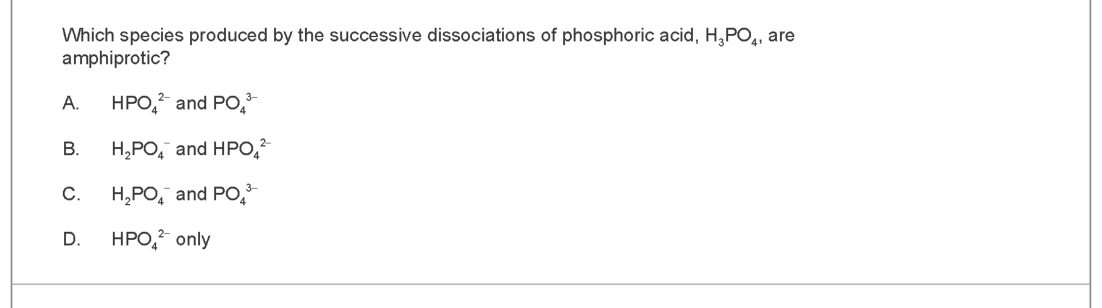 Which species produced by the successive dissociations of phosphoric acid, H₃PO₄, are
amphiprotic?
A. HPO₄²⁻ and PO₄³⁻
B. H₂PO₄⁻ and HPO₄²⁻
C. H₂PO₄⁻ and PO₄³⁻
D. HPO₄²⁻ only